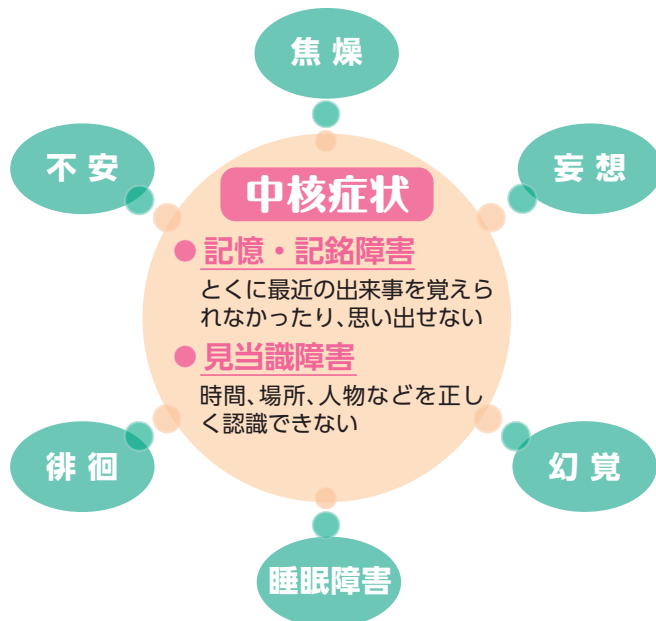 焦燥
不安
妄想
中核症状
● 記憶・記銘障害
とくに最近の出来事を覚えら
れなかったり、思い出せない
● 見当識障害
時間、場所、人物などを正し
く認識できない
徘徊
幻覚
睡眠障害